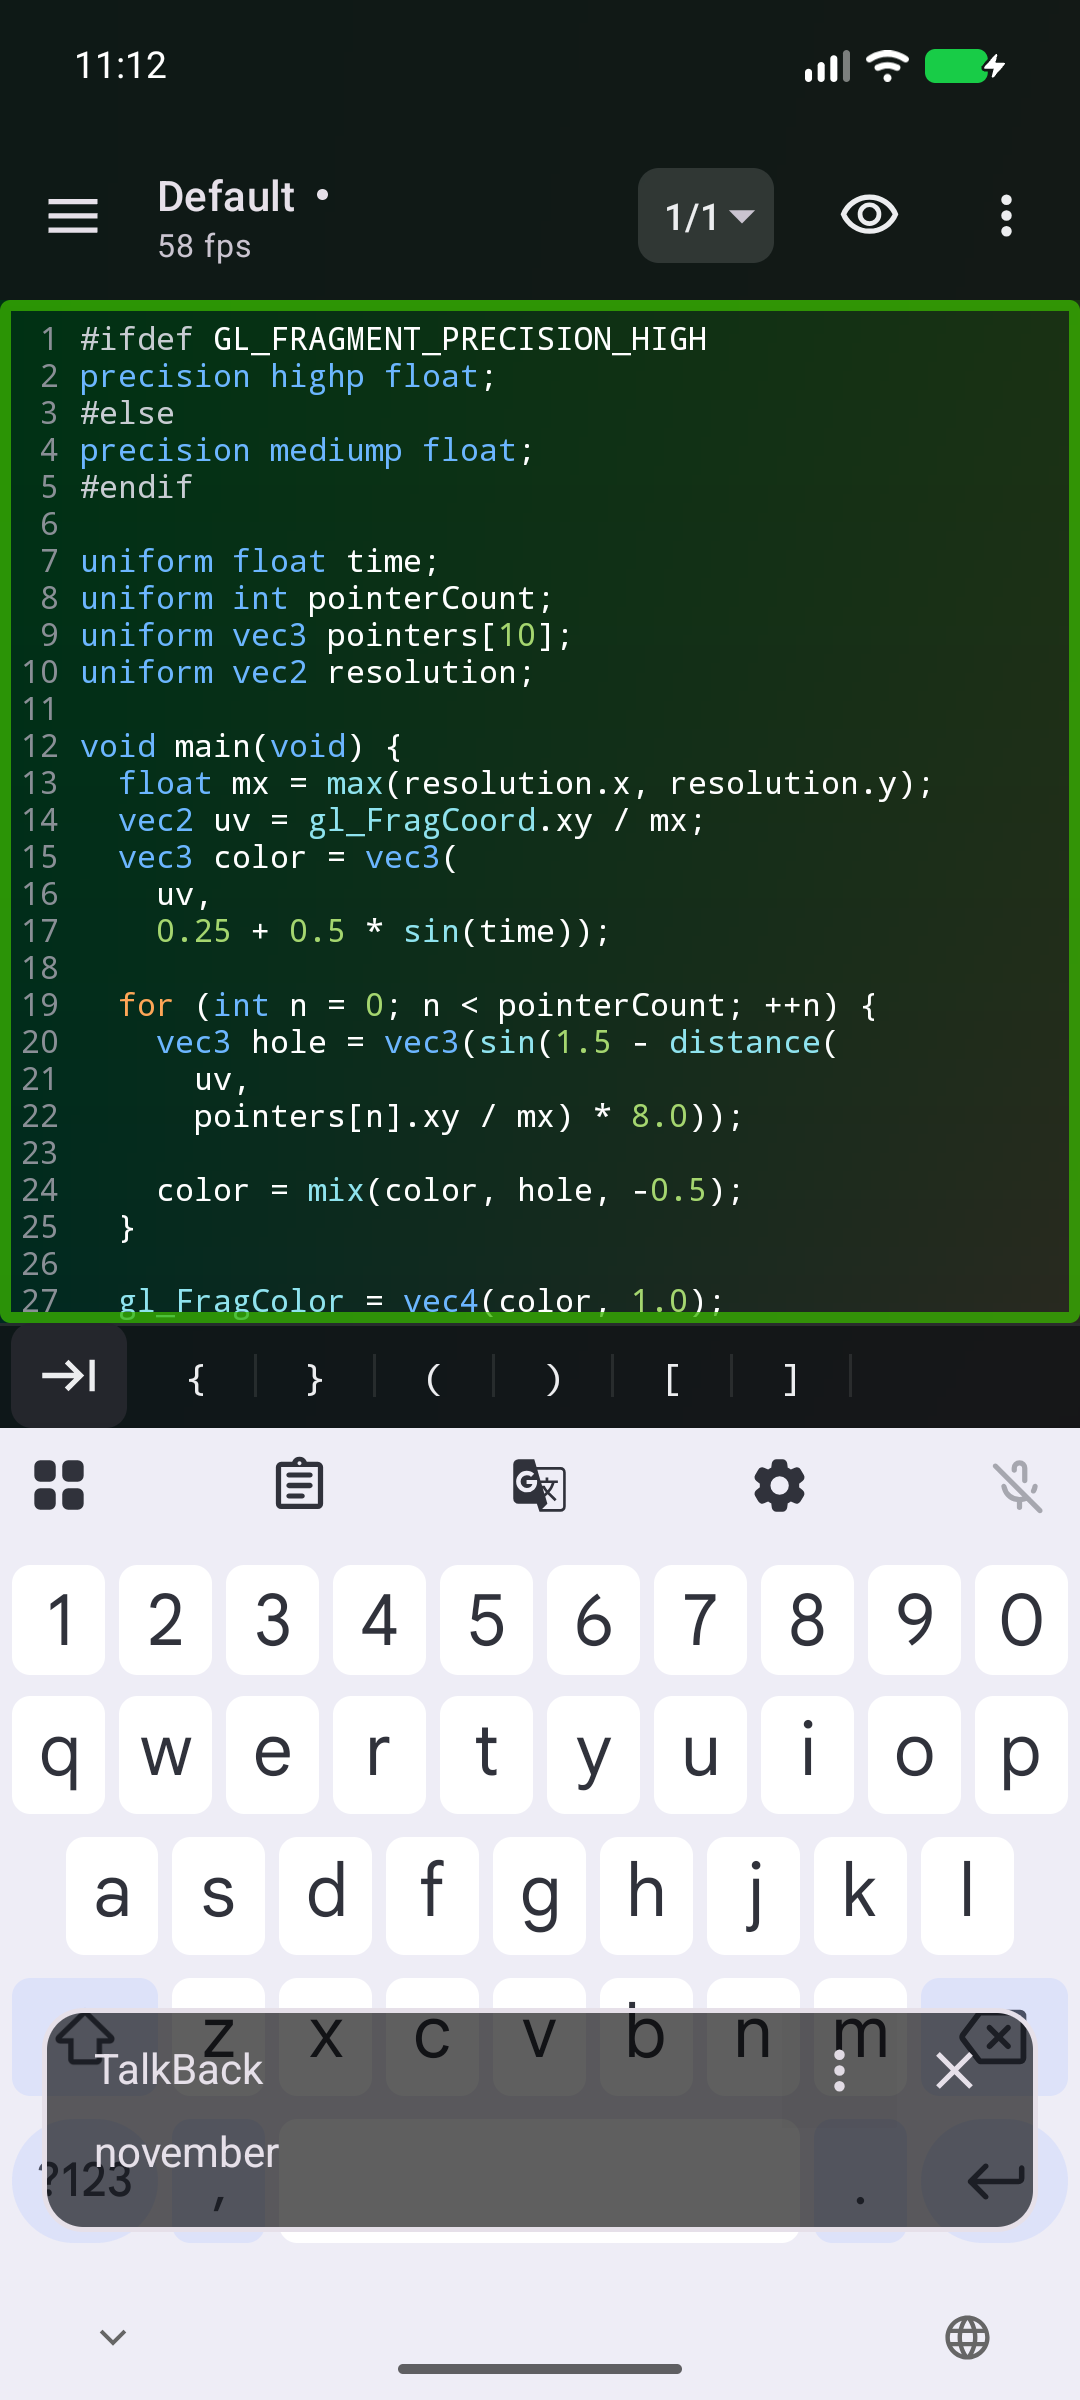 11:12
Default •
58 fps
1/1
1 #ifdef GL_FRAGMENT_PRECISION_HIGH
2 precision highp float;
3 #else
4 precision mediump float;
5 #endif
6
7 uniform float time;
8 uniform int pointerCount;
9 uniform vec3 pointers[10];
10 uniform vec2 resolution;
11
12 void main(void) {
13 float mx = max(resolution.x, resolution.y);
14 vec2 uv = gl_FragCoord.xy / mx;
15 vec3 color = vec3(
16 uv,
17 0.25 + 0.5 * sin(time));
18
19 for (int n = 0; n < pointerCount; ++n) {
20 vec3 hole = vec3(sin(1.5 - distance(
21 uv,
22 pointers[n].xy / mx) * 8.0));
23
24 color = mix(color, hole, -0.5);
25 }
26
27 gl_FragColor = vec4(color, 1.0);
{ } ( ) [ ]
1 2 3 4 5 6 7 8 9 0
q w e r t y u i o p
a s d f g h j k l
z x c v b n m
TalkBack
november
?123 , .